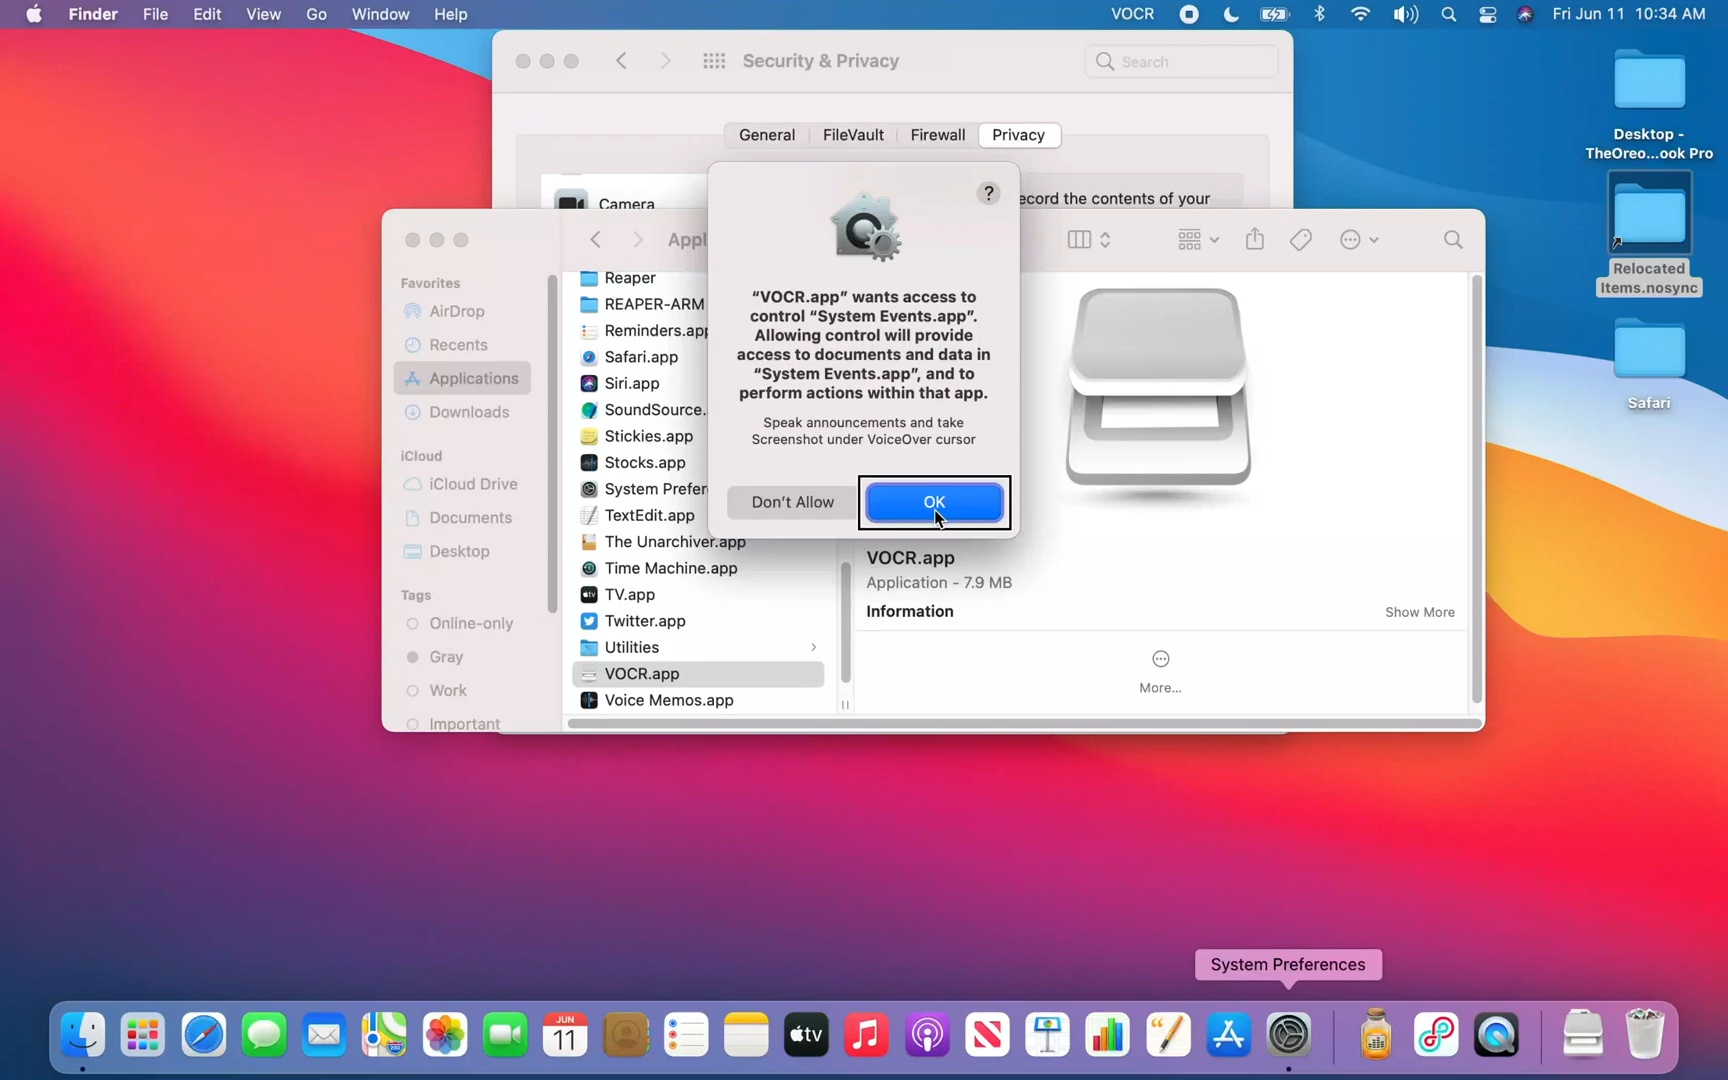 Finder File Edit View Go Window Help VOCR Fri Jun 11 10:34 AM
Security & Privacy
Search
General FileVault Firewall Privacy
Camera
ecord the contents of your
?
“VOCR.app” wants access to
control “System Events.app”.
Allowing control will provide
access to documents and data in
“System Events.app”, and to
perform actions within that app.
Speak announcements and take
Screenshot under VoiceOver cursor
Don't Allow
OK
Appl
Favorites
AirDrop
Recents
Applications
Downloads
iCloud
iCloud Drive
Documents
Desktop
Tags
Online-only
Gray
Work
Important
Reaper
REAPER-ARM
Reminders.app
Safari.app
Siri.app
SoundSource.
Stickies.app
Stocks.app
System Prefer
TextEdit.app
The Unarchiver.app
Time Machine.app
TV.app
Twitter.app
Utilities
VOCR.app
Voice Memos.app
VOCR.app
Application - 7.9 MB
Information Show More
More...
Desktop -
TheOreo...ook Pro
Relocated
Items.nosync
Safari
System Preferences
JUN
11
tv